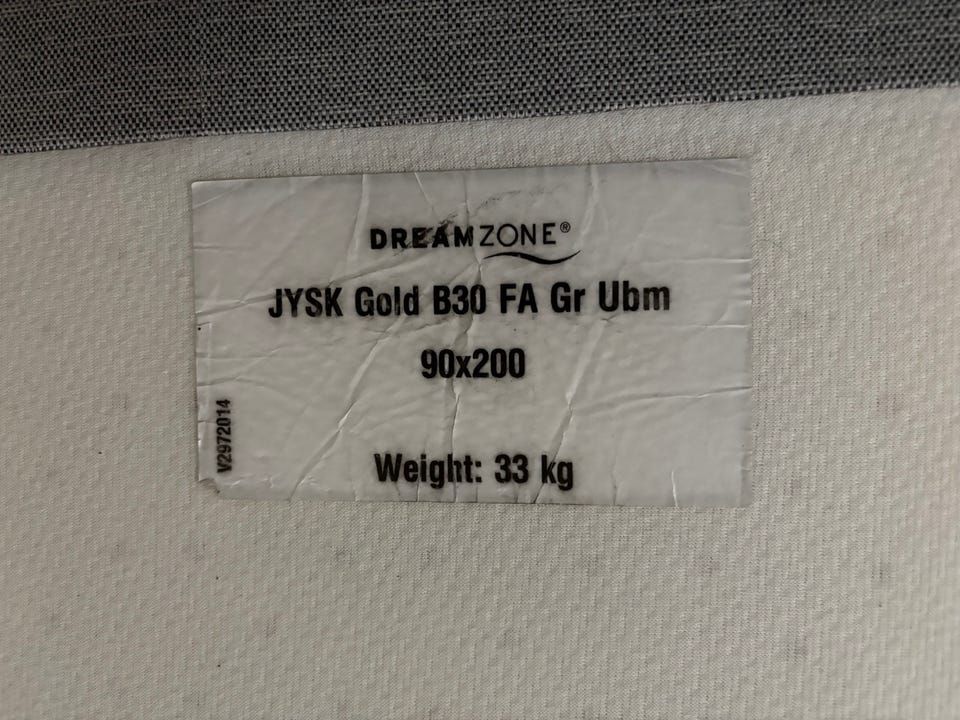 DREAMZONE®
JYSK Gold B30 FA Gr Ubm
90x200
Weight: 33 kg
V2972014